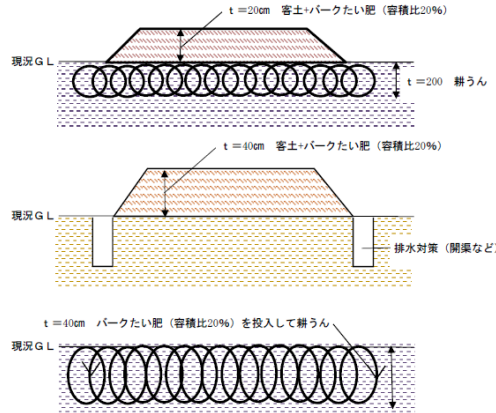 t＝20㎝ 客土+バークたい肥（容積比20％）
現況ＧＬ
t＝200 耕うん
t＝40㎝ 客土+バークたい肥（容積比20％）
現況ＧＬ
排水対策（開渠など）
t＝40㎝ バークたい肥（容積比20％）を投入して耕うん
現況ＧＬ